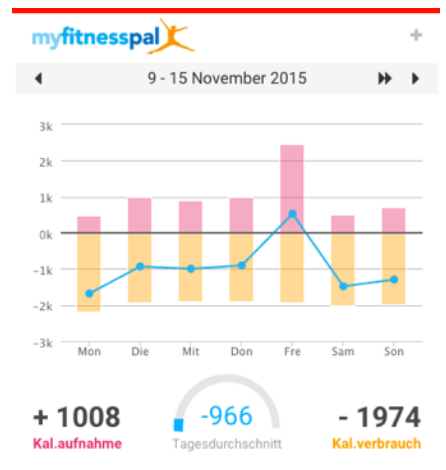 myfitnesspal
+
9 - 15 November 2015
3k
2k
1k
0k
-1k
-2k
-3k
Mon Die Mit Don Fre Sam Son
+ 1008
Kal.aufnahme
-966
Tagesdurchschnitt
- 1974
Kal.verbrauch